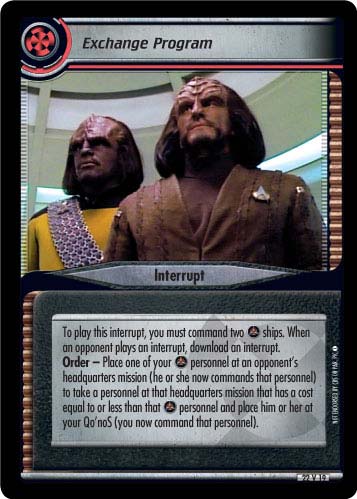 Exchange Program
Interrupt
To play this interrupt, you must command two ships. When
an opponent plays an interrupt, download an interrupt.
Order – Place one of your personnel at an opponent's
headquarters mission (he or she now commands that personnel)
to take a personnel at that headquarters mission that has a cost
equal to or less than that personnel and place him or her at
your Qo'noS (you now command that personnel).
22 V 19